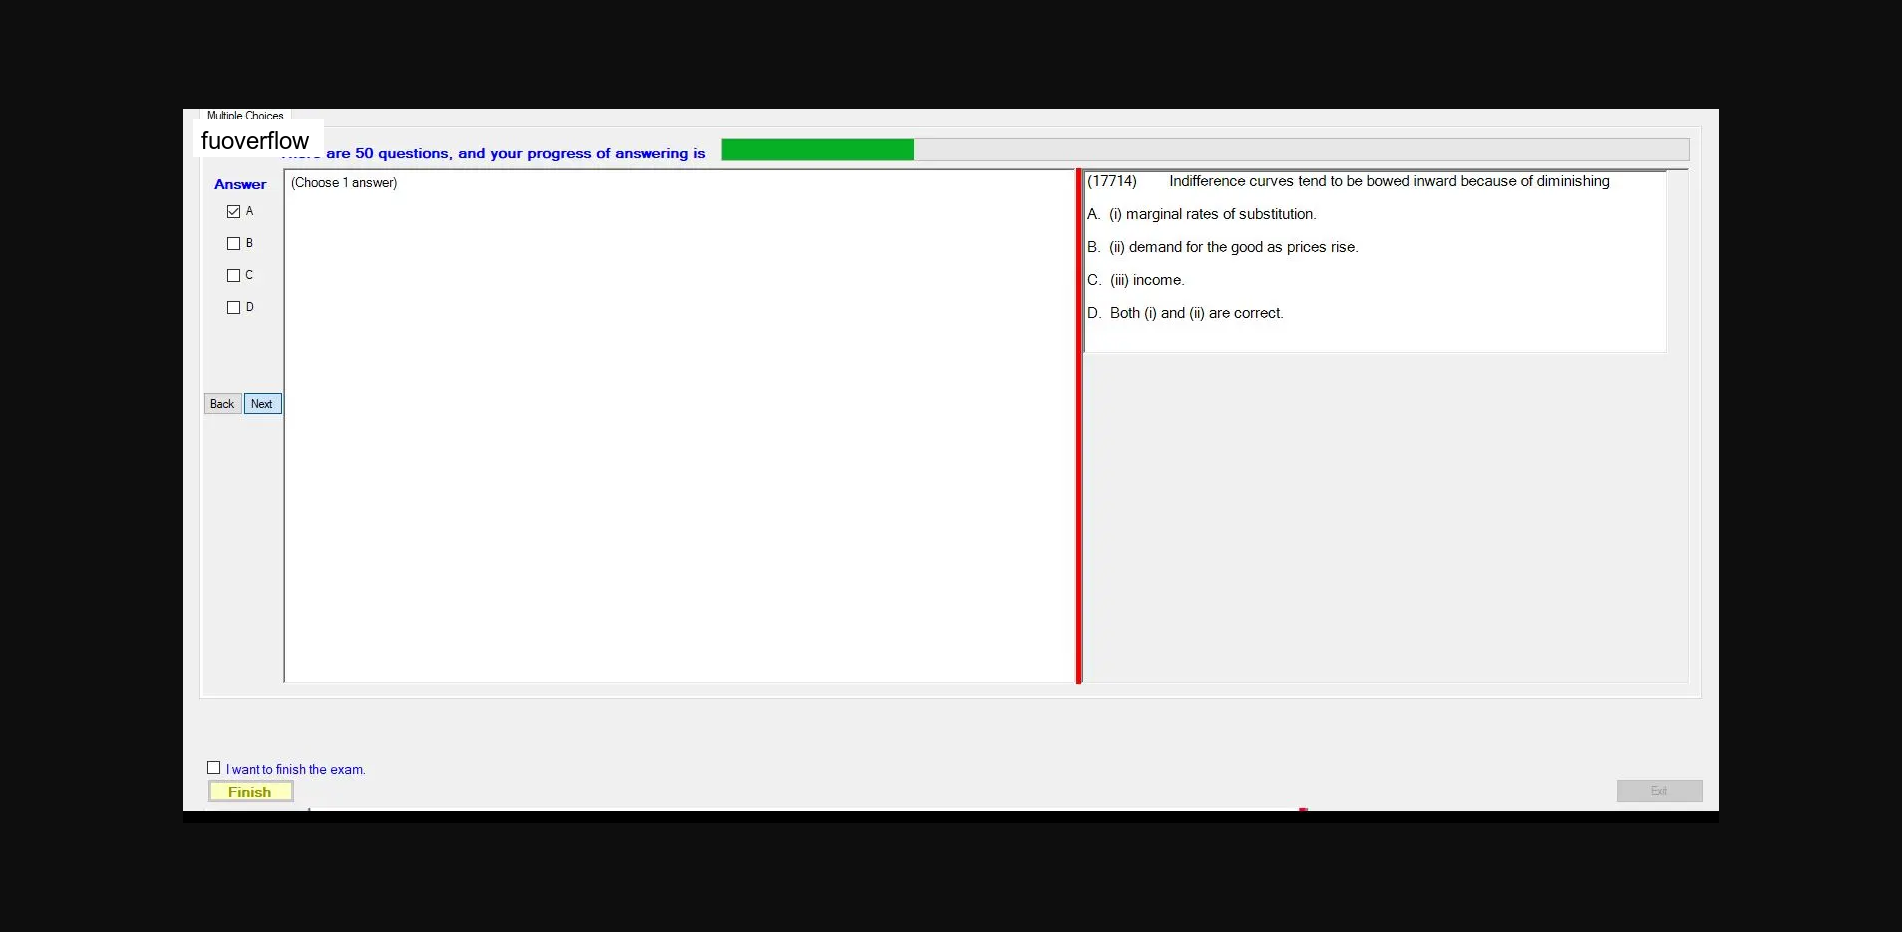 Multiple Choices
fuoverflow
are 50 questions, and your progress of answering is
Answer
(Choose 1 answer)
A
B
C
D
Back Next
(17714) Indifference curves tend to be bowed inward because of diminishing
A. (i) marginal rates of substitution.
B. (ii) demand for the good as prices rise.
C. (iii) income.
D. Both (i) and (ii) are correct.
I want to finish the exam.
Finish
Exit